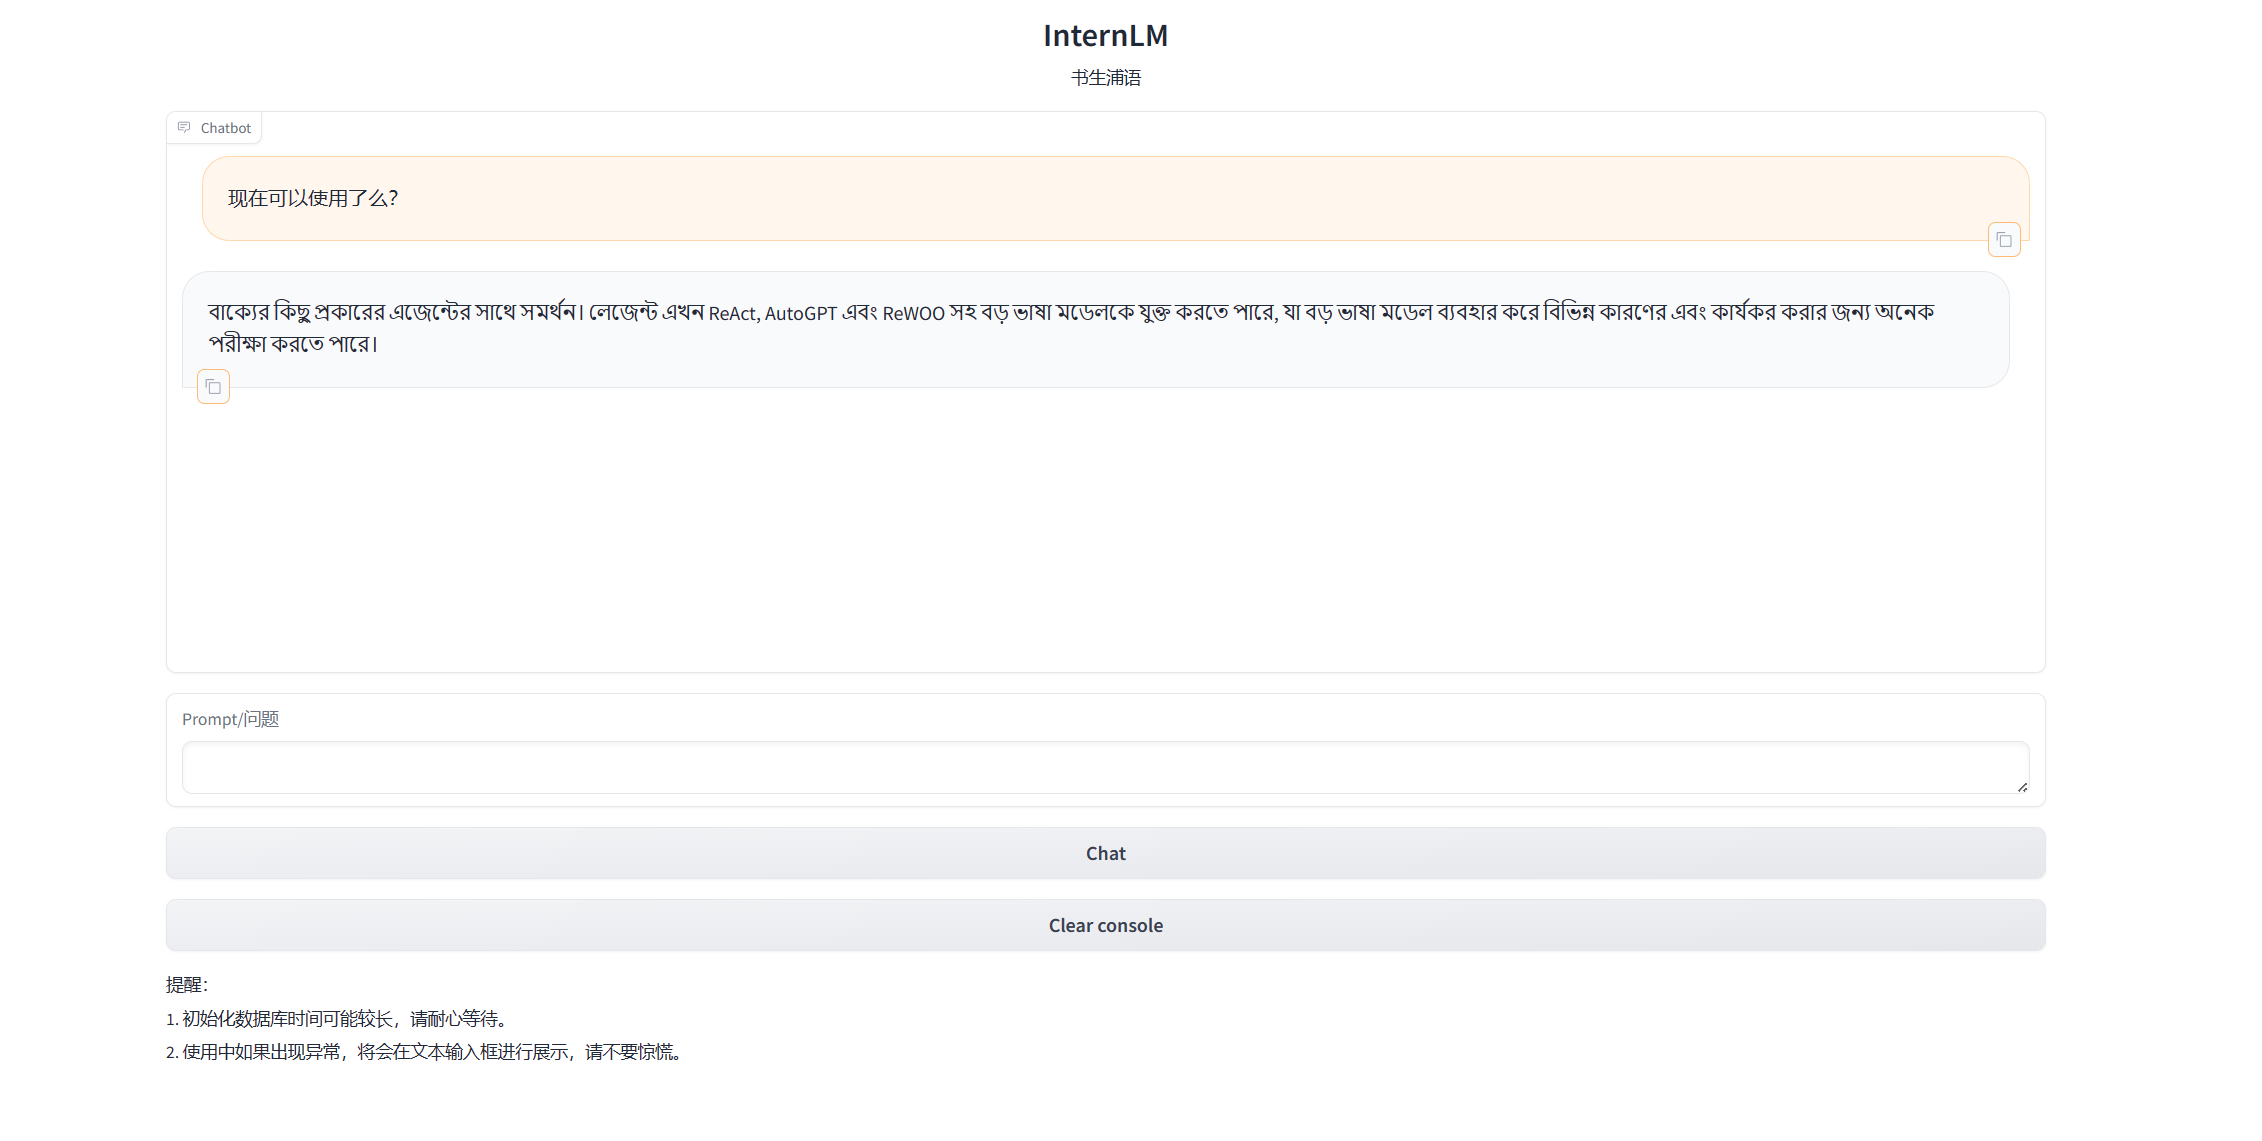 InternLM
书生浦语
Chatbot
现在可以使用了么？
বাক্যের কিছু প্রকারের এজেন্টের সাথে সমর্থন। লেজেন্ট এখন ReAct, AutoGPT এবং ReWOO সহ বড় ভাষা মডেলকে যুক্ত করতে পারে, যা বড় ভাষা মডেল ব্যবহার করে বিভিন্ন কারণের এবং কার্যকর করার জন্য অনেক
পরীক্ষা করতে পারে।
Prompt/问题
Chat
Clear console
提醒：
1. 初始化数据库时间可能较长，请耐心等待。
2. 使用中如果出现异常，将会在文本输入框进行展示，请不要惊慌。